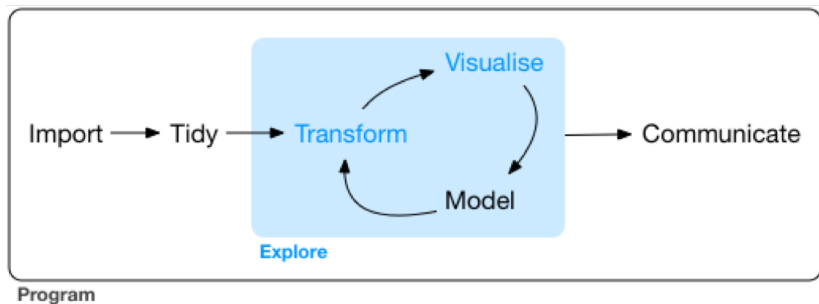 Visualise
Import Tidy Transform Communicate
Model
Explore
Program